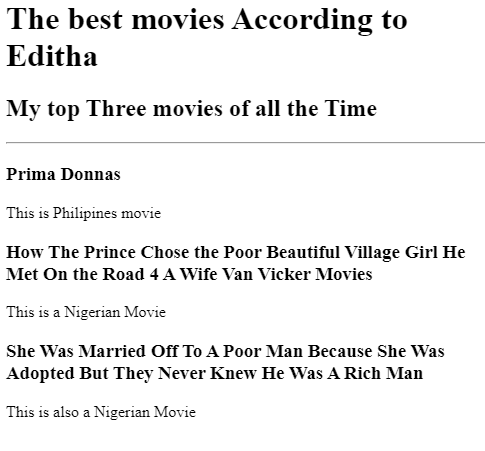 The best movies According to
Editha
My top Three movies of all the Time
Prima Donnas
This is Philipines movie
How The Prince Chose the Poor Beautiful Village Girl He
Met On the Road 4 A Wife Van Vicker Movies
This is a Nigerian Movie
She Was Married Off To A Poor Man Because She Was
Adopted But They Never Knew He Was A Rich Man
This is also a Nigerian Movie